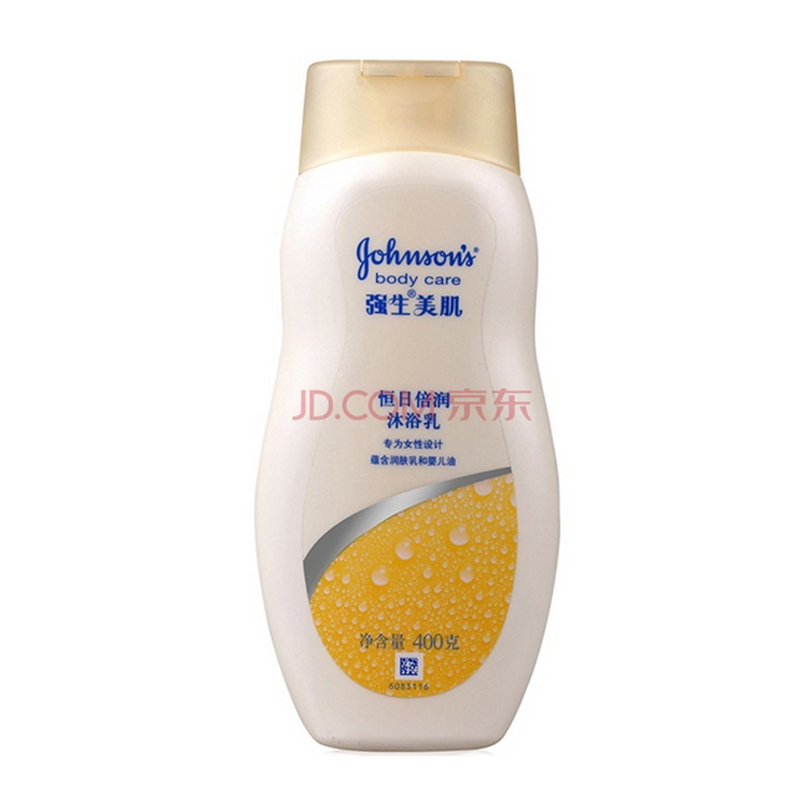 Johnson's®
body care
强生®美肌
恒日倍润
JD.COM 京东
沐浴乳
专为女性设计
蕴含润肤乳和婴儿油
净含量 400克
6083116